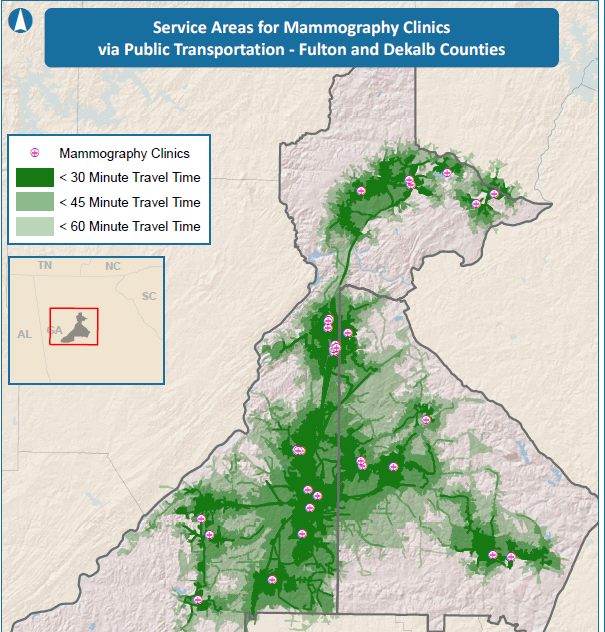 Service Areas for Mammography Clinics
via Public Transportation - Fulton and Dekalb Counties
Mammography Clinics
< 30 Minute Travel Time
< 45 Minute Travel Time
< 60 Minute Travel Time
TN NC
SC
AL GA